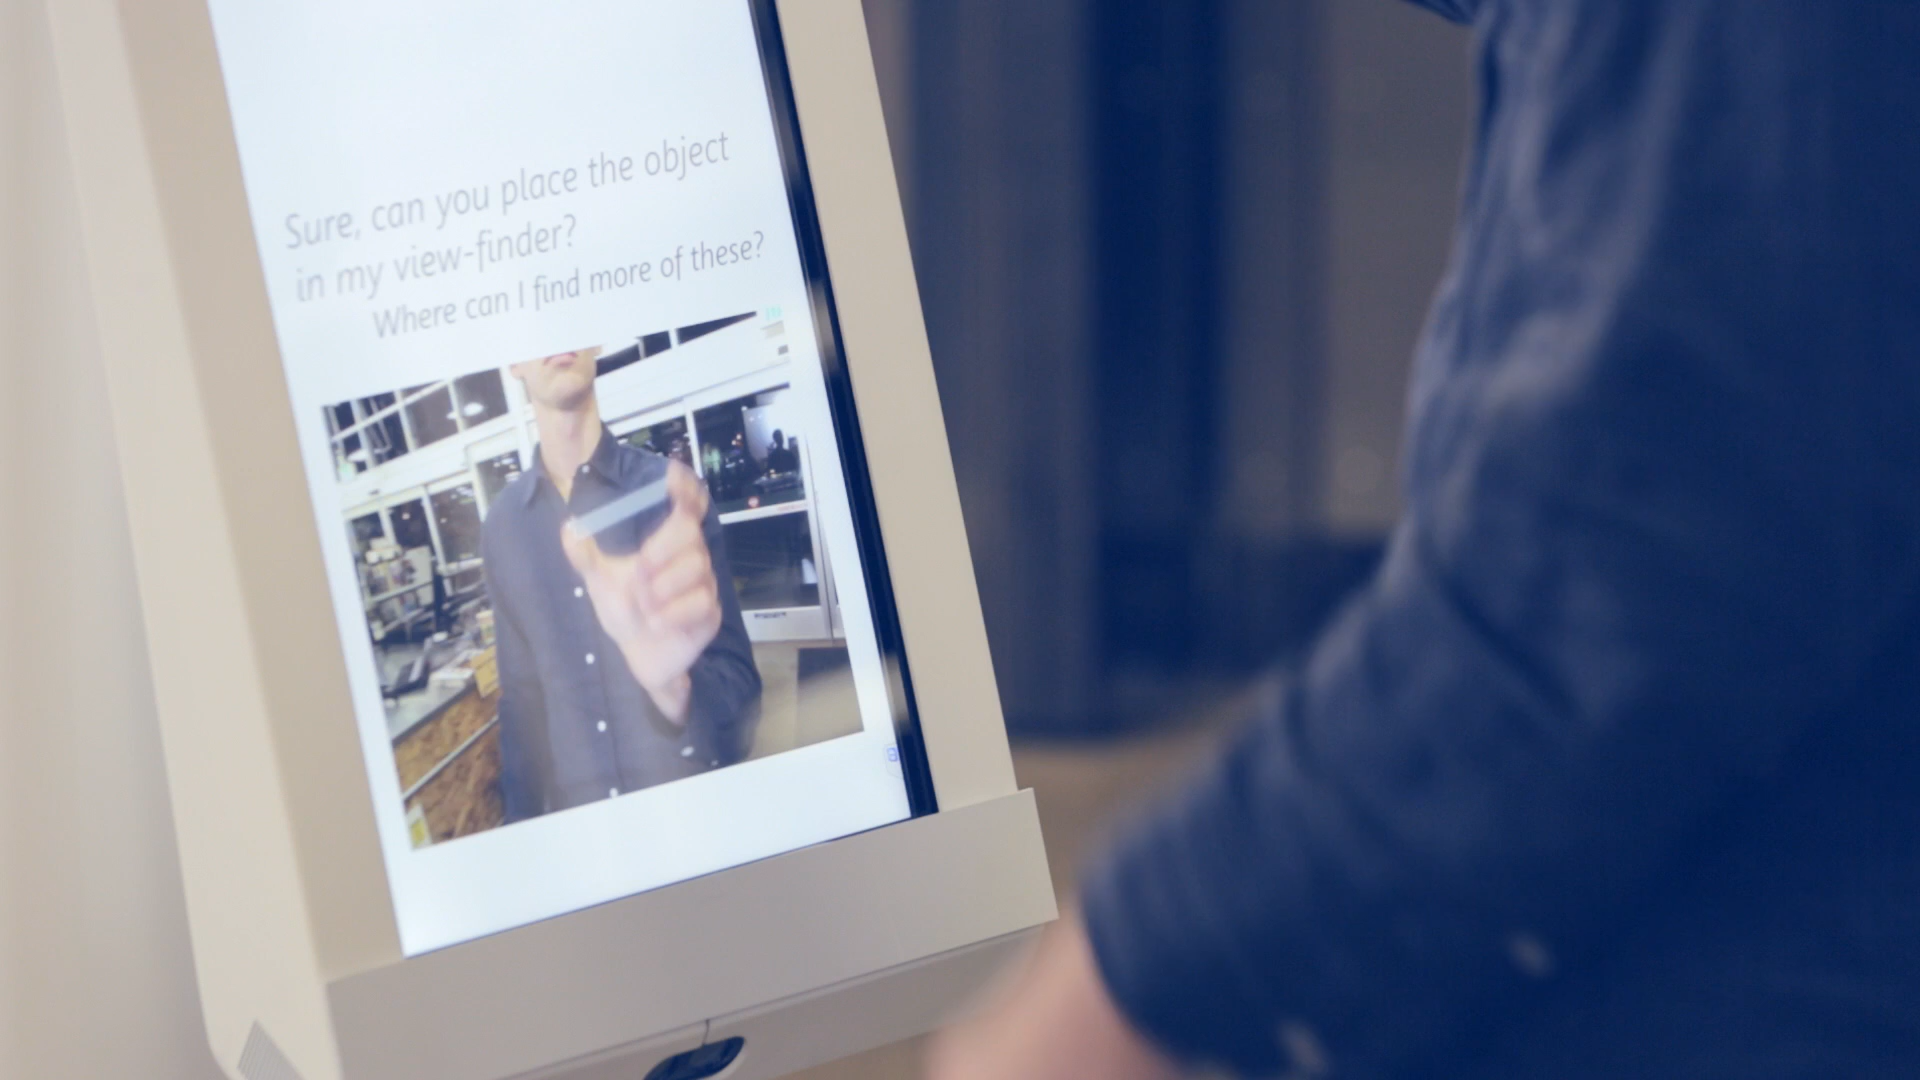 Sure, can you place the object
in my view-finder?
Where can I find more of these?